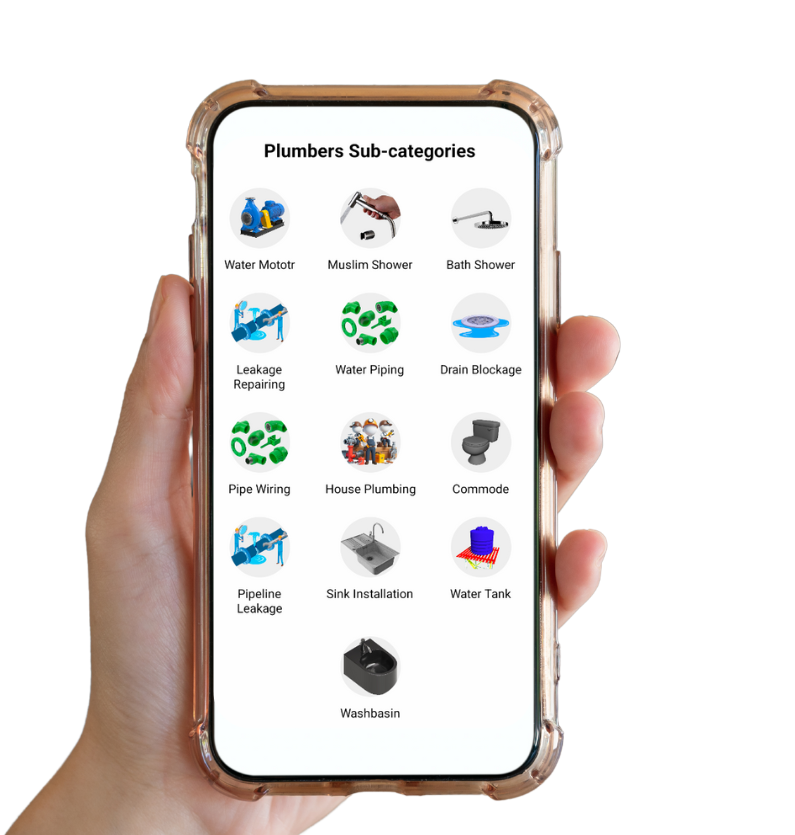 Plumbers Sub-categories
Water Mototr
Muslim Shower
Bath Shower
Leakage
Repairing
Water Piping
Drain Blockage
Pipe Wiring
House Plumbing
Commode
Pipeline
Leakage
Sink Installation
Water Tank
Washbasin